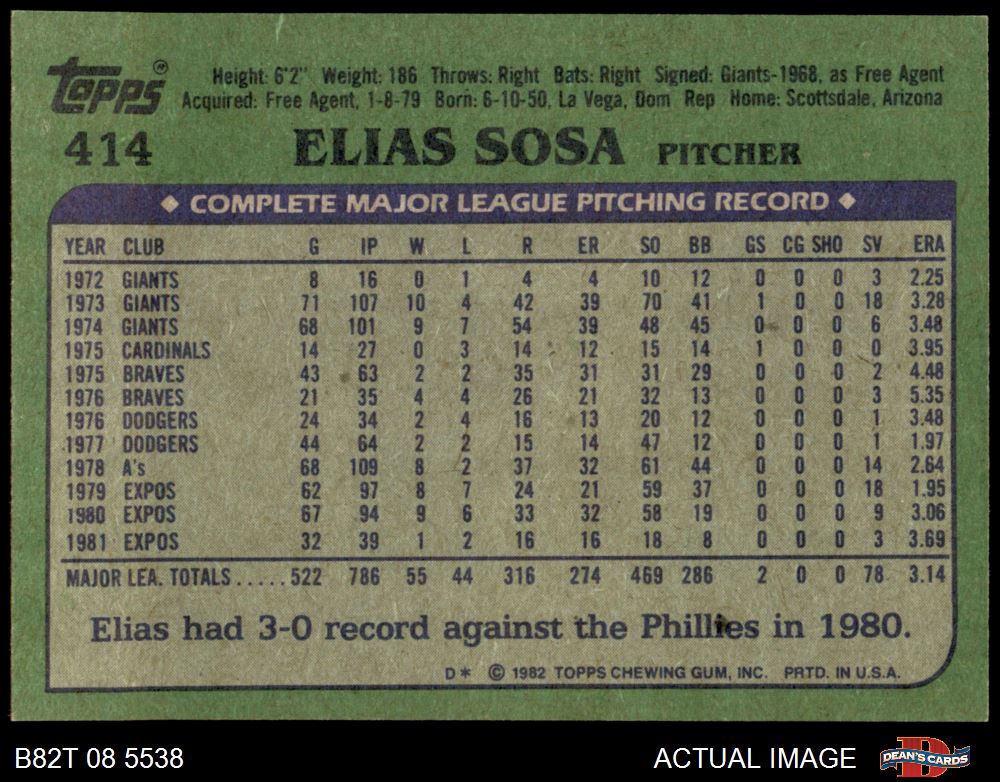 Topps®
Height: 6'2" Weight: 186 Throws: Right Bats: Right Signed: Giants-1968, as Free Agent
Acquired: Free Agent, 1-8-79 Born: 6-10-50, La Vega, Dom Rep Home: Scottsdale, Arizona
414 ELIAS SOSA PITCHER
◆ COMPLETE MAJOR LEAGUE PITCHING RECORD ◆
YEAR CLUB G IP W L R ER SO BB GS CG SHO SV ERA
1972 GIANTS 8 16 0 1 4 4 10 12 0 0 0 3 2.25
1973 GIANTS 71 107 10 4 42 39 70 41 1 0 0 18 3.28
1974 GIANTS 68 101 9 7 54 39 48 45 0 0 0 6 3.48
1975 CARDINALS 14 27 0 3 14 12 15 14 1 0 0 0 3.95
1975 BRAVES 43 63 2 2 35 31 31 29 0 0 0 2 4.48
1976 BRAVES 21 35 4 4 26 21 32 13 0 0 0 3 5.35
1976 DODGERS 24 34 2 4 16 13 20 12 0 0 0 1 3.48
1977 DODGERS 44 64 2 2 15 14 47 12 0 0 0 1 1.97
1978 A's 68 109 8 2 37 32 61 44 0 0 0 14 2.64
1979 EXPOS 62 97 8 7 24 21 59 37 0 0 0 18 1.95
1980 EXPOS 67 94 9 6 33 32 58 19 0 0 0 9 3.06
1981 EXPOS 32 39 1 2 16 16 18 8 0 0 0 3 3.69
MAJOR LEA. TOTALS.....522 786 55 44 316 274 469 286 2 0 0 78 3.14
Elias had 3-0 record against the Phillies in 1980.
D* © 1982 TOPPS CHEWING GUM, INC. PRTD. IN U.S.A.
B82T 08 5538 ACTUAL IMAGE DEAN'S CARDS